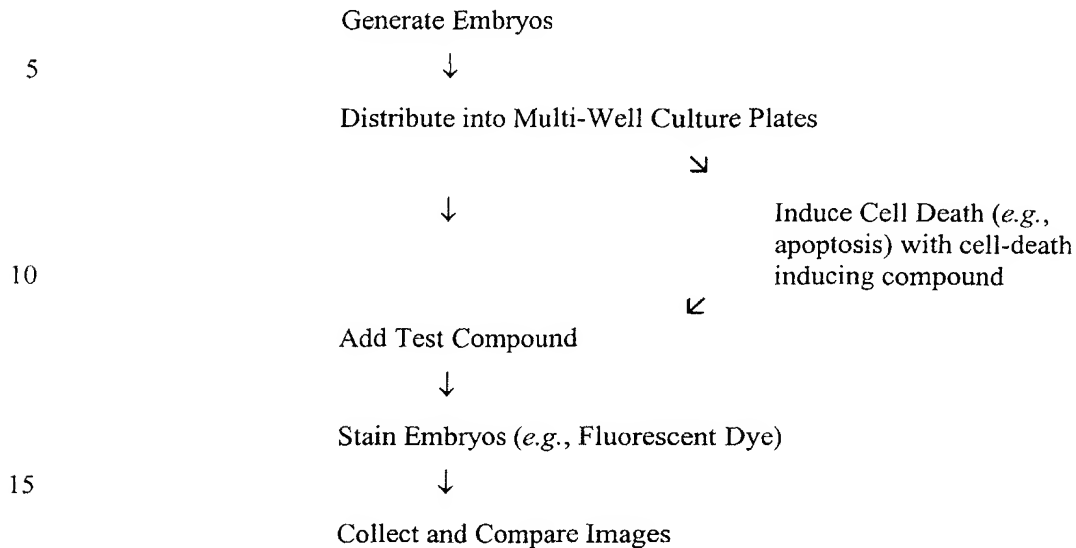 Generate Embryos
5
↓
Distribute into Multi-Well Culture Plates
↘
↓
Induce Cell Death (e.g.,
apoptosis) with cell-death
10
inducing compound
↙
Add Test Compound
↓
Stain Embryos (e.g., Fluorescent Dye)
15
↓
Collect and Compare Images